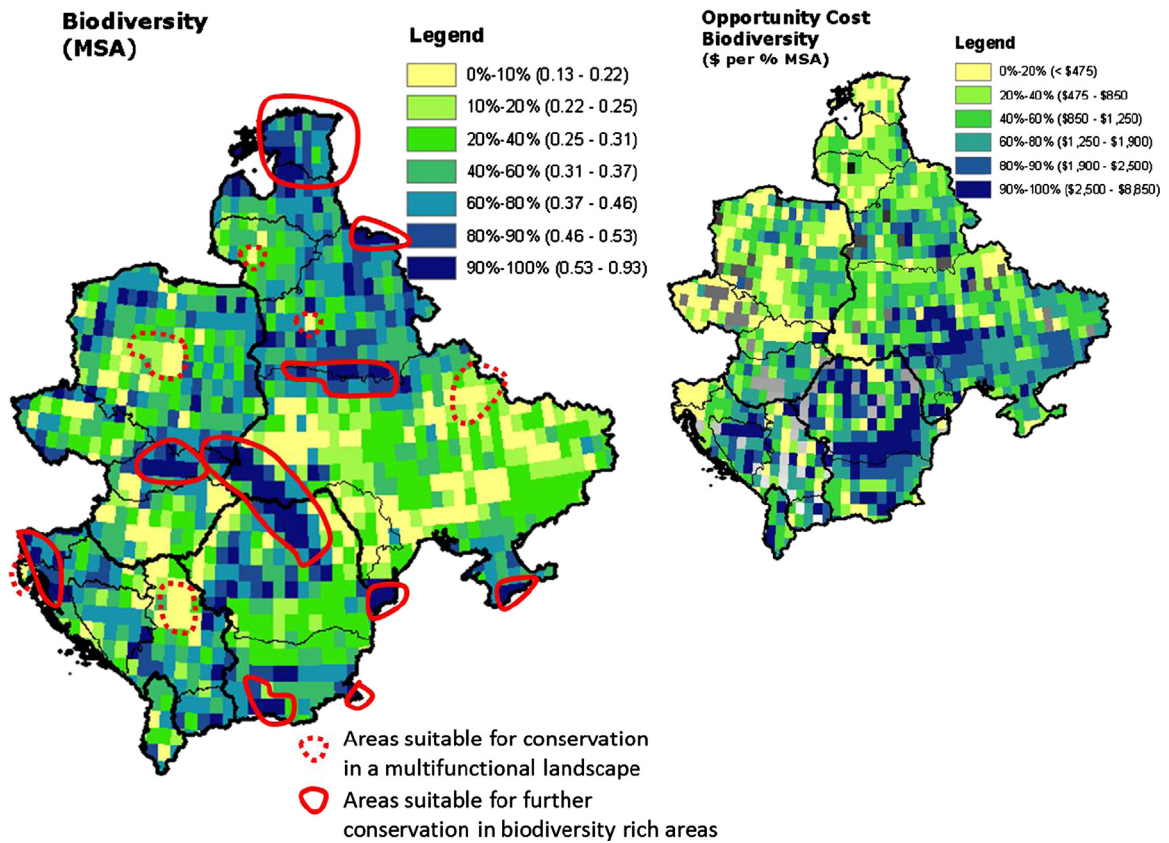 Biodiversity
(MSA)
Legend
0%-10% (0.13 - 0.22)
10%-20% (0.22 - 0.25)
20%-40% (0.25 - 0.31)
40%-60% (0.31 - 0.37)
60%-80% (0.37 - 0.46)
80%-90% (0.46 - 0.53)
90%-100% (0.53 - 0.93)
Opportunity Cost
Biodiversity
($ per % MSA)
Legend
0%-20% (< $475)
20%-40% ($475 - $850
40%-60% ($850 - $1,250)
60%-80% ($1,250 - $1,900)
80%-90% ($1,900 - $2,500)
90%-100% ($2,500 - $8,850)
Areas suitable for conservation
in a multifunctional landscape
Areas suitable for further
conservation in biodiversity rich areas